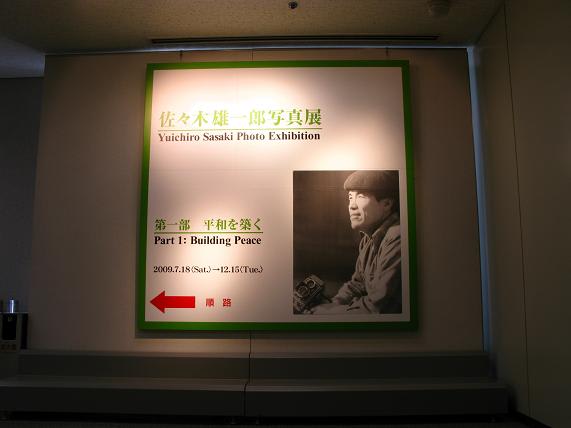 佐々木雄一郎写真展
Yuichiro Sasaki Photo Exhibition
第一部 平和を築く
Part 1: Building Peace
2009.7.18(Sat.)→12.15(Tue.)
順路